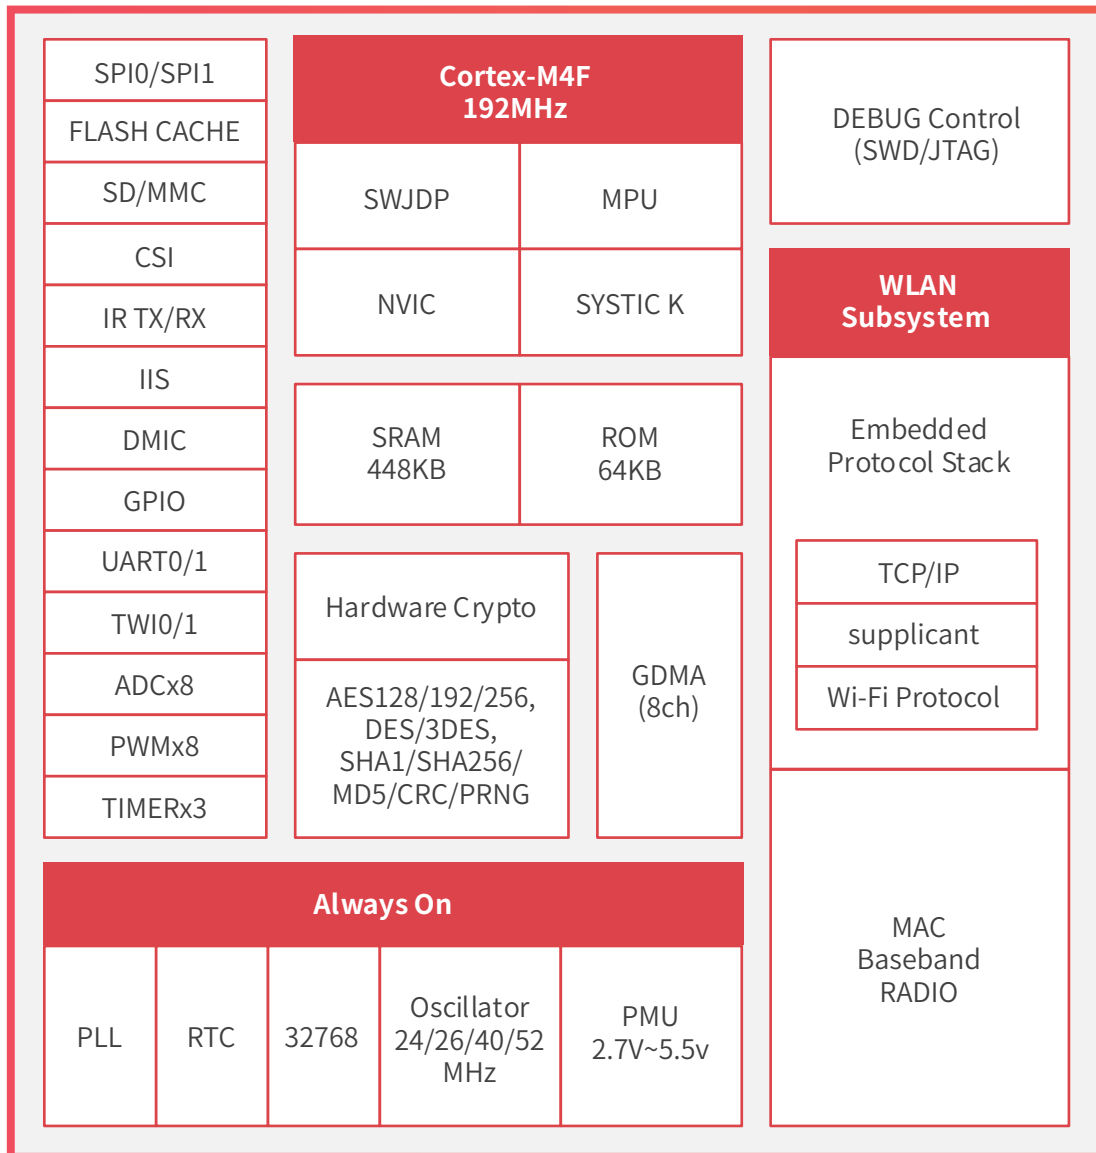 SPI0/SPI1
FLASH CACHE
SD/MMC
CSI
IR TX/RX
IIS
DMIC
GPIO
UART0/1
TWI0/1
ADCx8
PWMx8
TIMERx3
Cortex-M4F
192MHz
SWJDP
MPU
NVIC
SYSTIC K
SRAM
448KB
ROM
64KB
Hardware Crypto
AES128/192/256,
DES/3DES,
SHA1/SHA256/
MD5/CRC/PRNG
GDMA
(8ch)
DEBUG Control
(SWD/JTAG)
WLAN
Subsystem
Embedded
Protocol Stack
TCP/IP
supplicant
Wi-Fi Protocol
MAC
Baseband
RADIO
Always On
PLL
RTC
32768
Oscillator
24/26/40/52
MHz
PMU
2.7V~5.5v